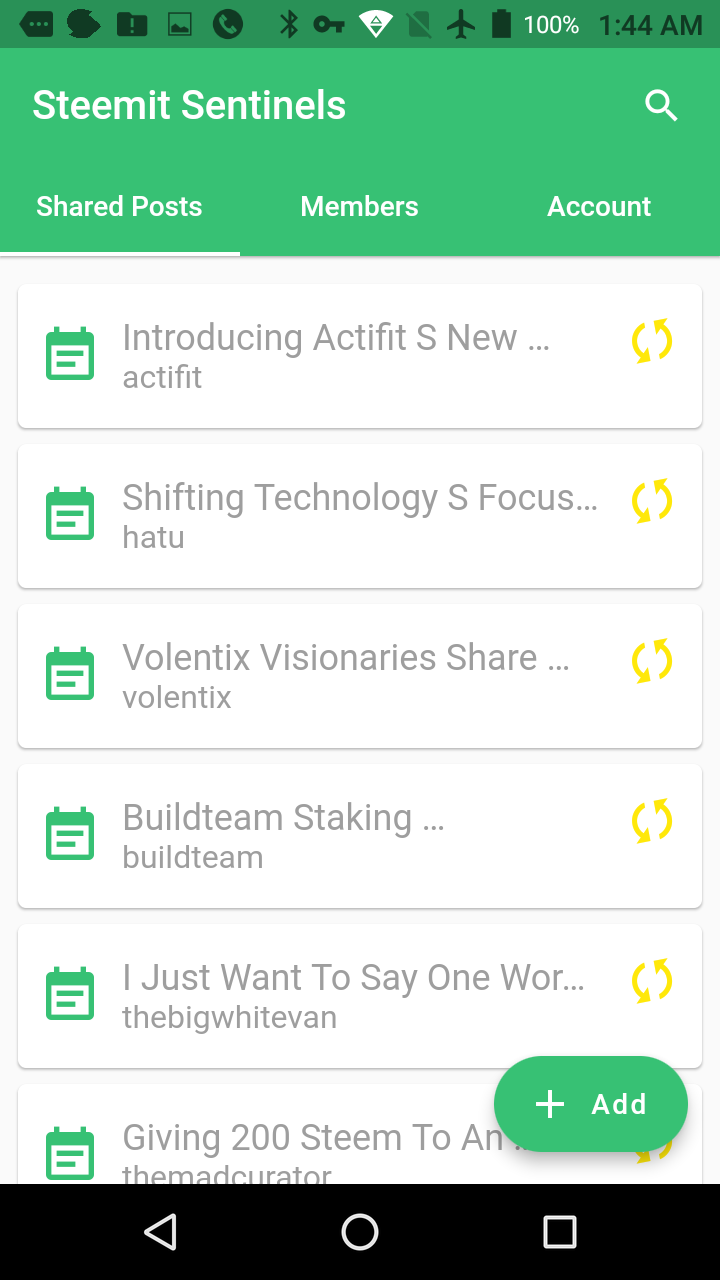 100% 1:44 AM
Steemit Sentinels
Shared Posts Members Account
Introducing Actifit S New ...
actifit
Shifting Technology S Focus...
hatu
Volentix Visionaries Share ...
volentix
Buildteam Staking ...
buildteam
I Just Want To Say One Wor...
thebigwhitevan
Add
Giving 200 Steem To An ...
themadcurator